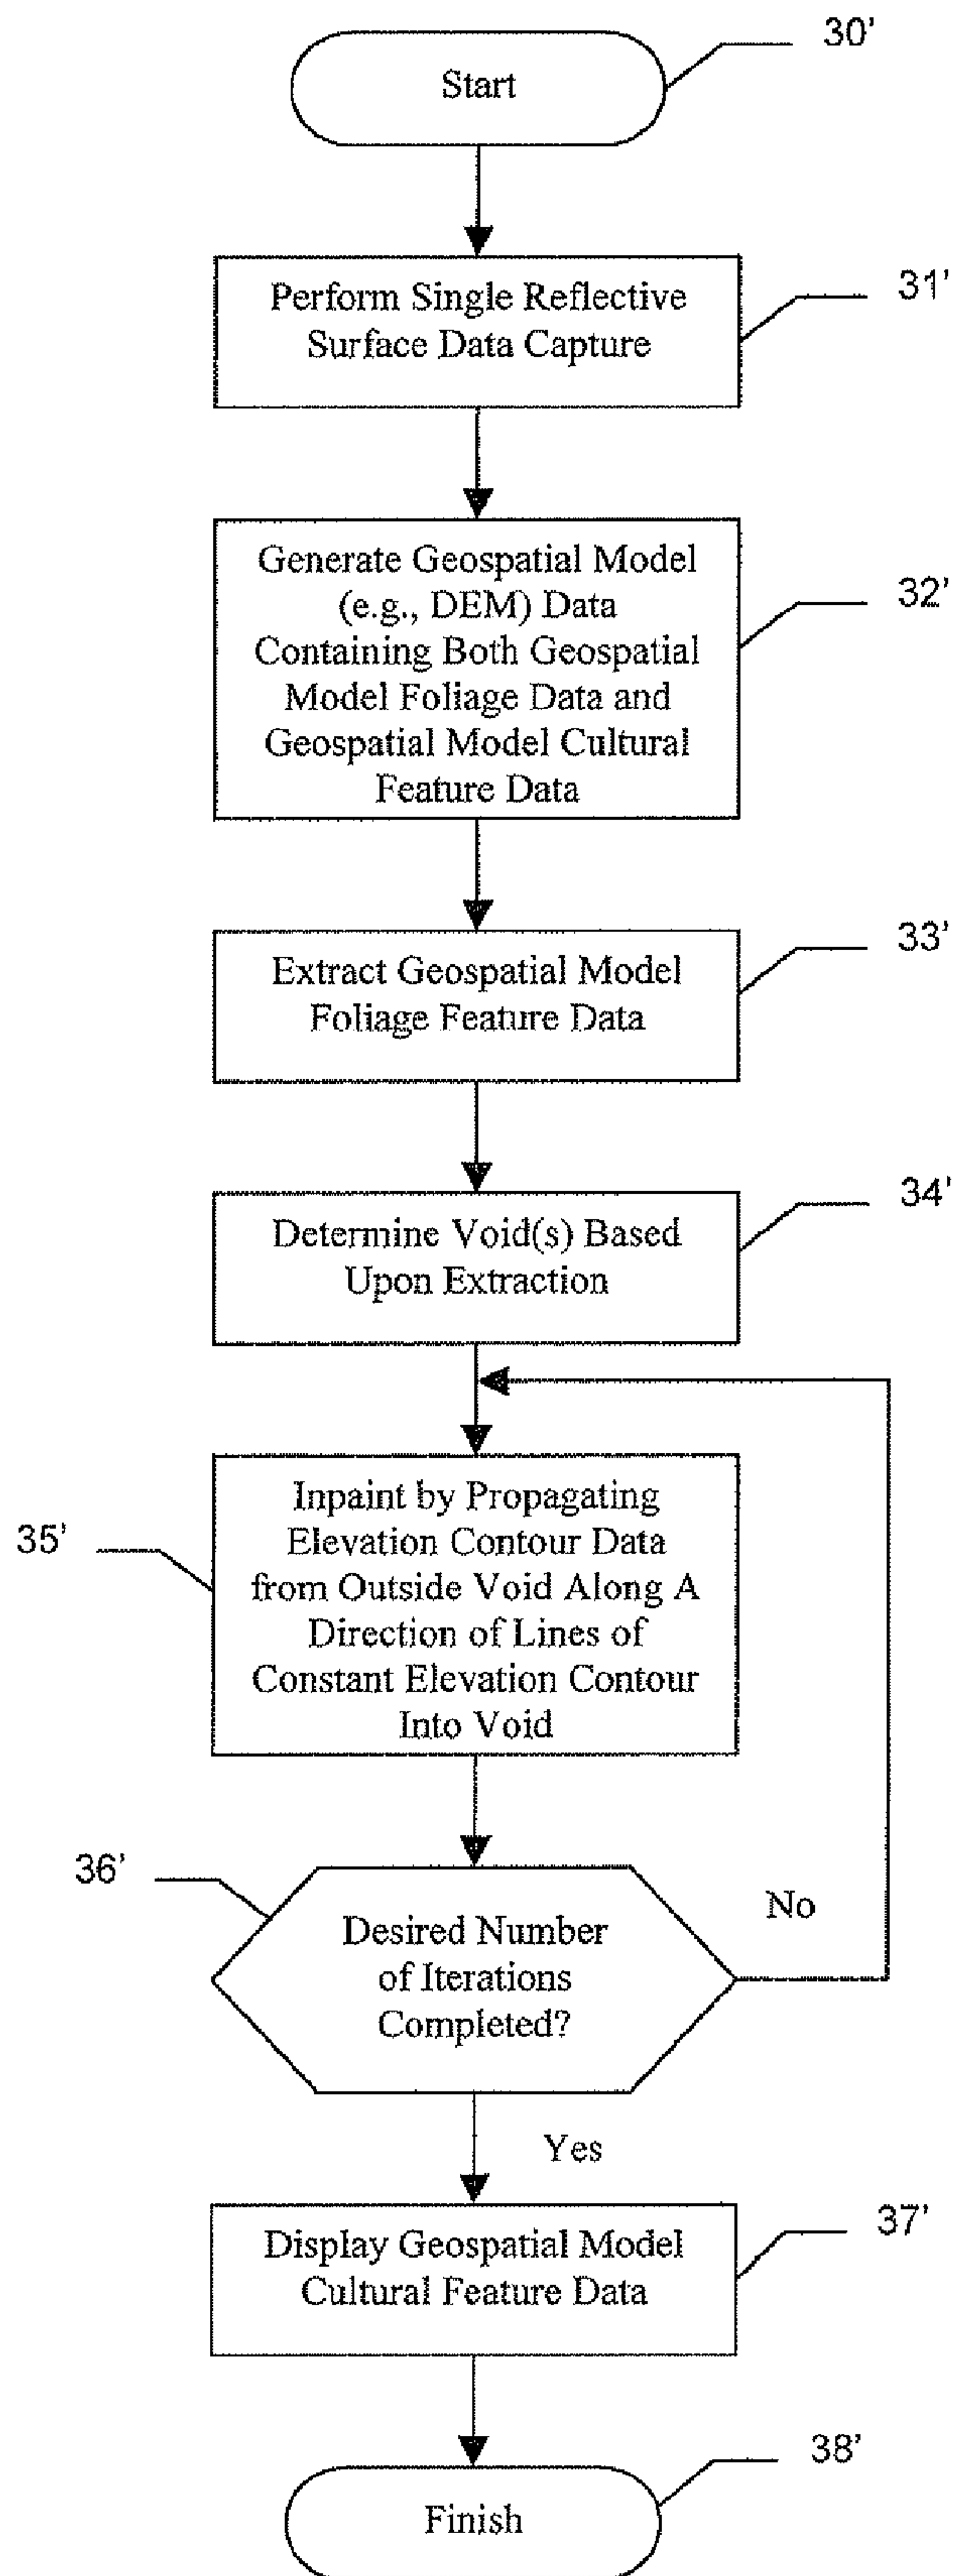 30’
Start
31’
Perform Single Reflective
Surface Data Capture
32’
Generate Geospatial Model
(e.g., DEM) Data
Containing Both Geospatial
Model Foliage Data and
Geospatial Model Cultural
Feature Data
33’
Extract Geospatial Model
Foliage Feature Data
34’
Determine Void(s) Based
Upon Extraction
35’
Inpaint by Propagating
Elevation Contour Data
from Outside Void Along A
Direction of Lines of
Constant Elevation Contour
Into Void
36’
Desired Number
of Iterations
Completed?
No
Yes
37’
Display Geospatial Model
Cultural Feature Data
38’
Finish